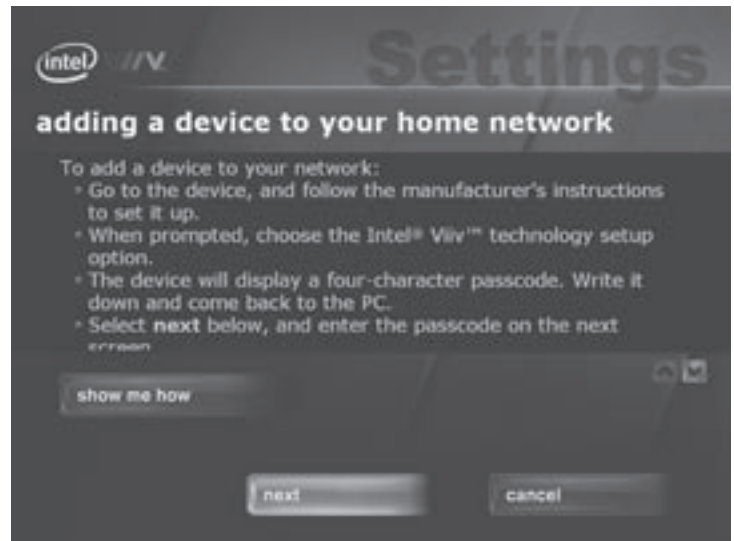 intel VIIV
Settings
adding a device to your home network
To add a device to your network:
• Go to the device, and follow the manufacturer's instructions
to set it up.
• When prompted, choose the Intel® Viiv™ technology setup
option.
• The device will display a four-character passcode. Write it
down and come back to the PC.
• Select next below, and enter the passcode on the next
screen
show me how
next
cancel